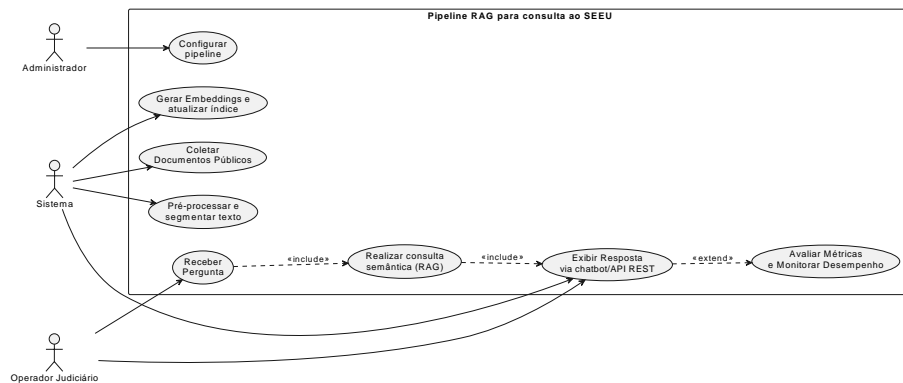 Pipeline RAG para consulta ao SEEU
Administrador
Configurar
pipeline
Gerar Embeddings e
atualizar índice
Coletar
Documentos Públicos
Sistema
Pré-processar e
segmentar texto
Receber
Pergunta
«include»
Realizar consulta
semântica (RAG)
«include»
Exibir Resposta
via chatbot/API REST
«extend»
Avaliar Métricas
e Monitorar Desempenho
Operador Judiciário